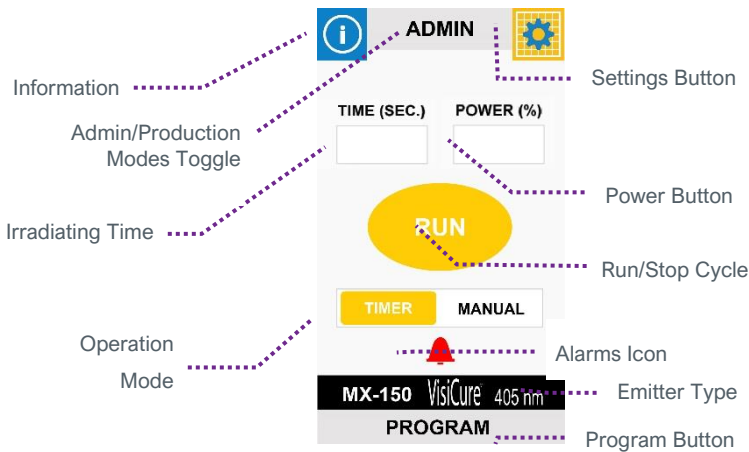 ADMIN
Information
Settings Button
TIME (SEC.) POWER (%)
Admin/Production
Modes Toggle
Power Button
Irradiating Time
RUN
Run/Stop Cycle
TIMER MANUAL
Operation
Mode
Alarms Icon
MX-150 VisiCure® 405 nm
Emitter Type
PROGRAM
Program Button